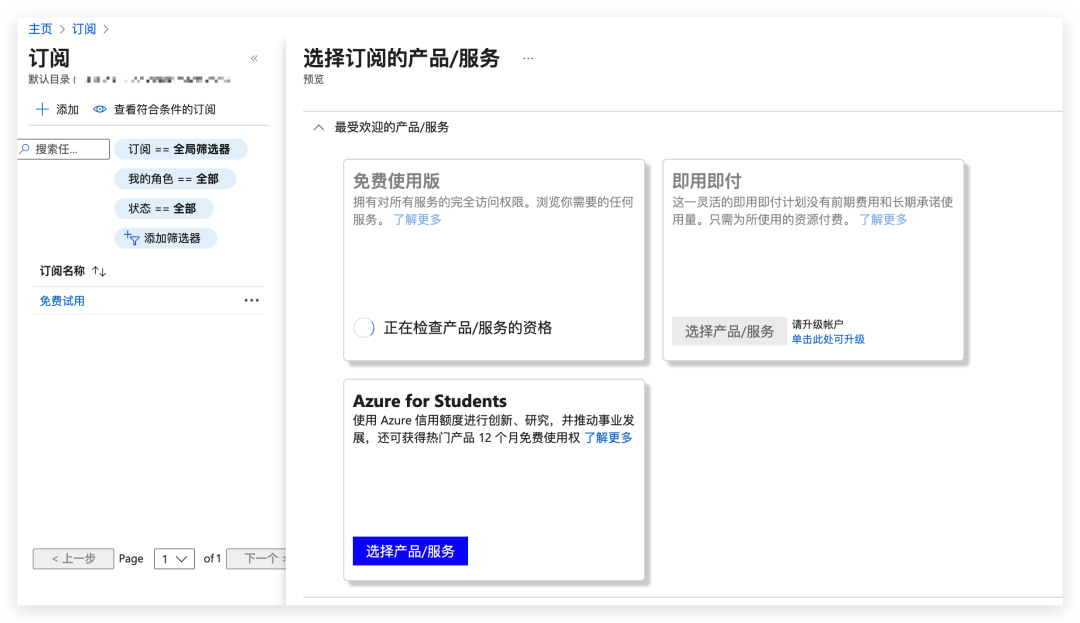 主页 > 订阅 >
订阅
«
默认目录 (
添加
查看符合条件的订阅
搜索任...
订阅 == 全局筛选器
我的角色 == 全部
状态 == 全部
添加筛选器
订阅名称 ↑↓
免费试用
...
< 上一步 Page 1 of 1 下一个 >
选择订阅的产品/服务 ...
预览
最受欢迎的产品/服务
免费使用版
拥有对所有服务的完全访问权限。浏览你需要的任何
服务。 了解更多
正在检查产品/服务的资格
即用即付
这一灵活的即用即付计划没有前期费用和长期承诺使
用量。只需为所使用的资源付费。 了解更多
选择产品/服务
请升级帐户
单击此处可升级
Azure for Students
使用 Azure 信用额度进行创新、研究，并推动事业发
展，还可获得热门产品 12 个月免费使用权 了解更多
选择产品/服务